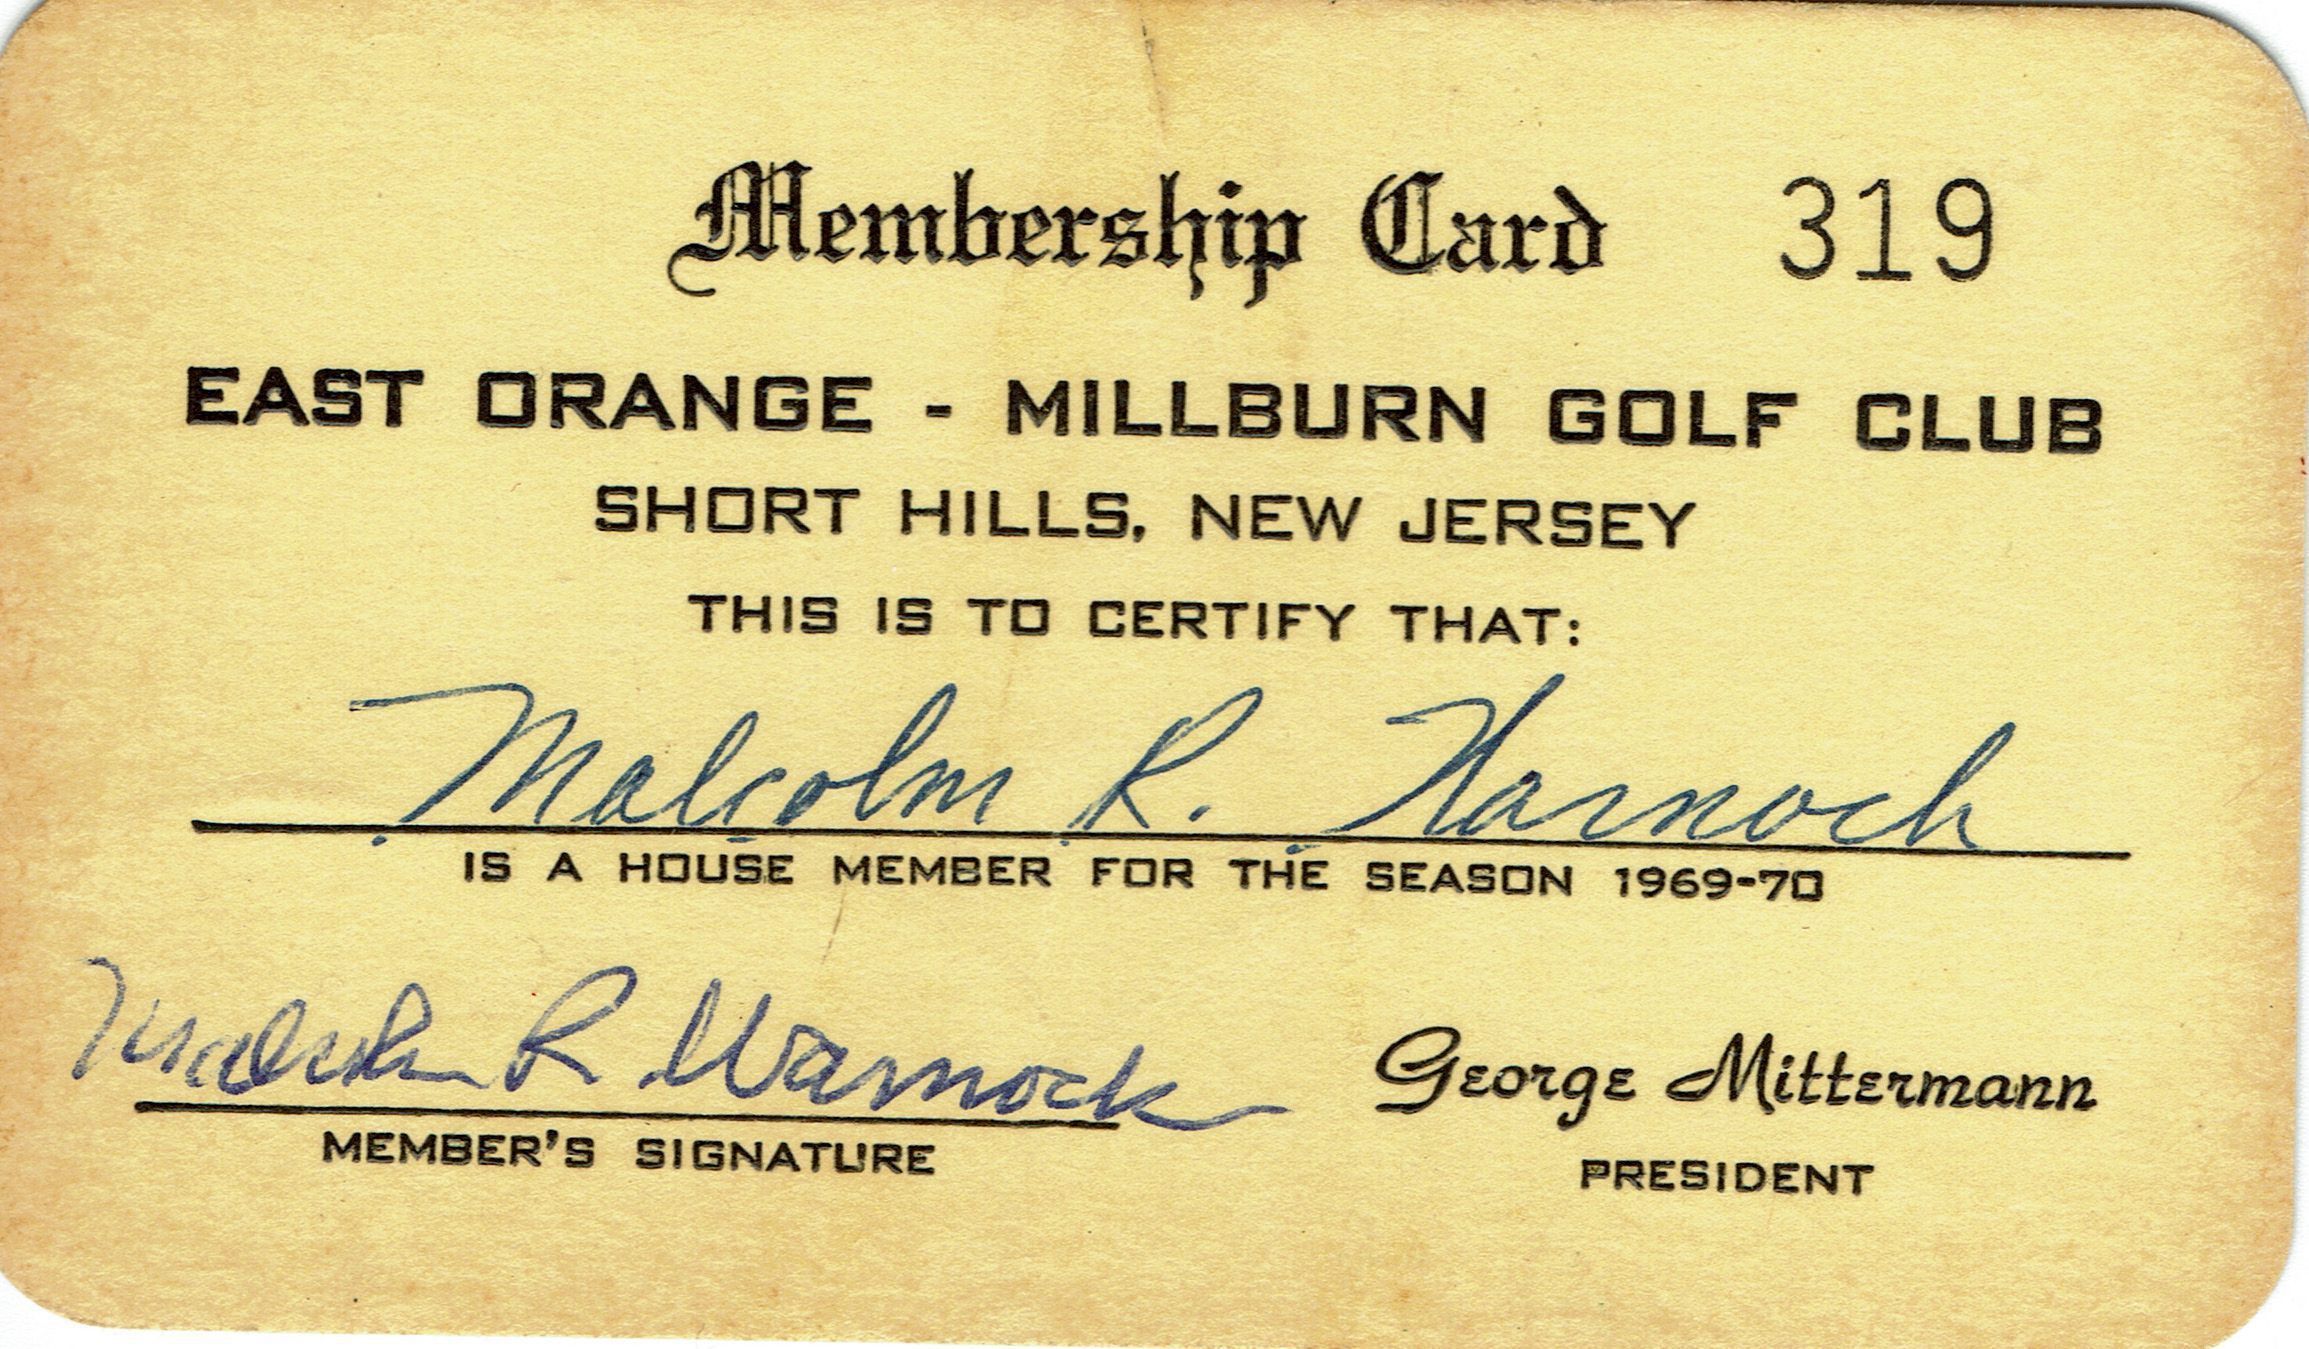 Membership Card 319
EAST ORANGE - MILLBURN GOLF CLUB
SHORT HILLS, NEW JERSEY
THIS IS TO CERTIFY THAT:
Malcolm R. Warnock
IS A HOUSE MEMBER FOR THE SEASON 1969-70
Malcolm R Warnock
George Mittermann
MEMBER'S SIGNATURE
PRESIDENT